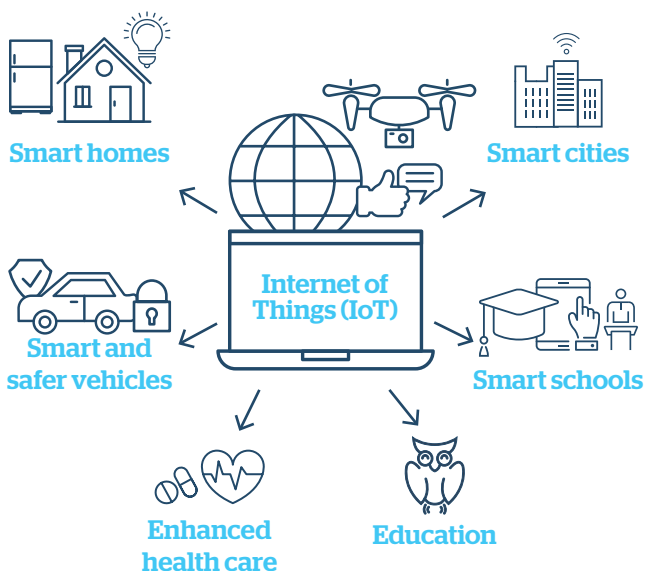 Smart homes
Smart cities
Internet of
Things (IoT)
Smart and
safer vehicles
Smart schools
Enhanced
health care
Education